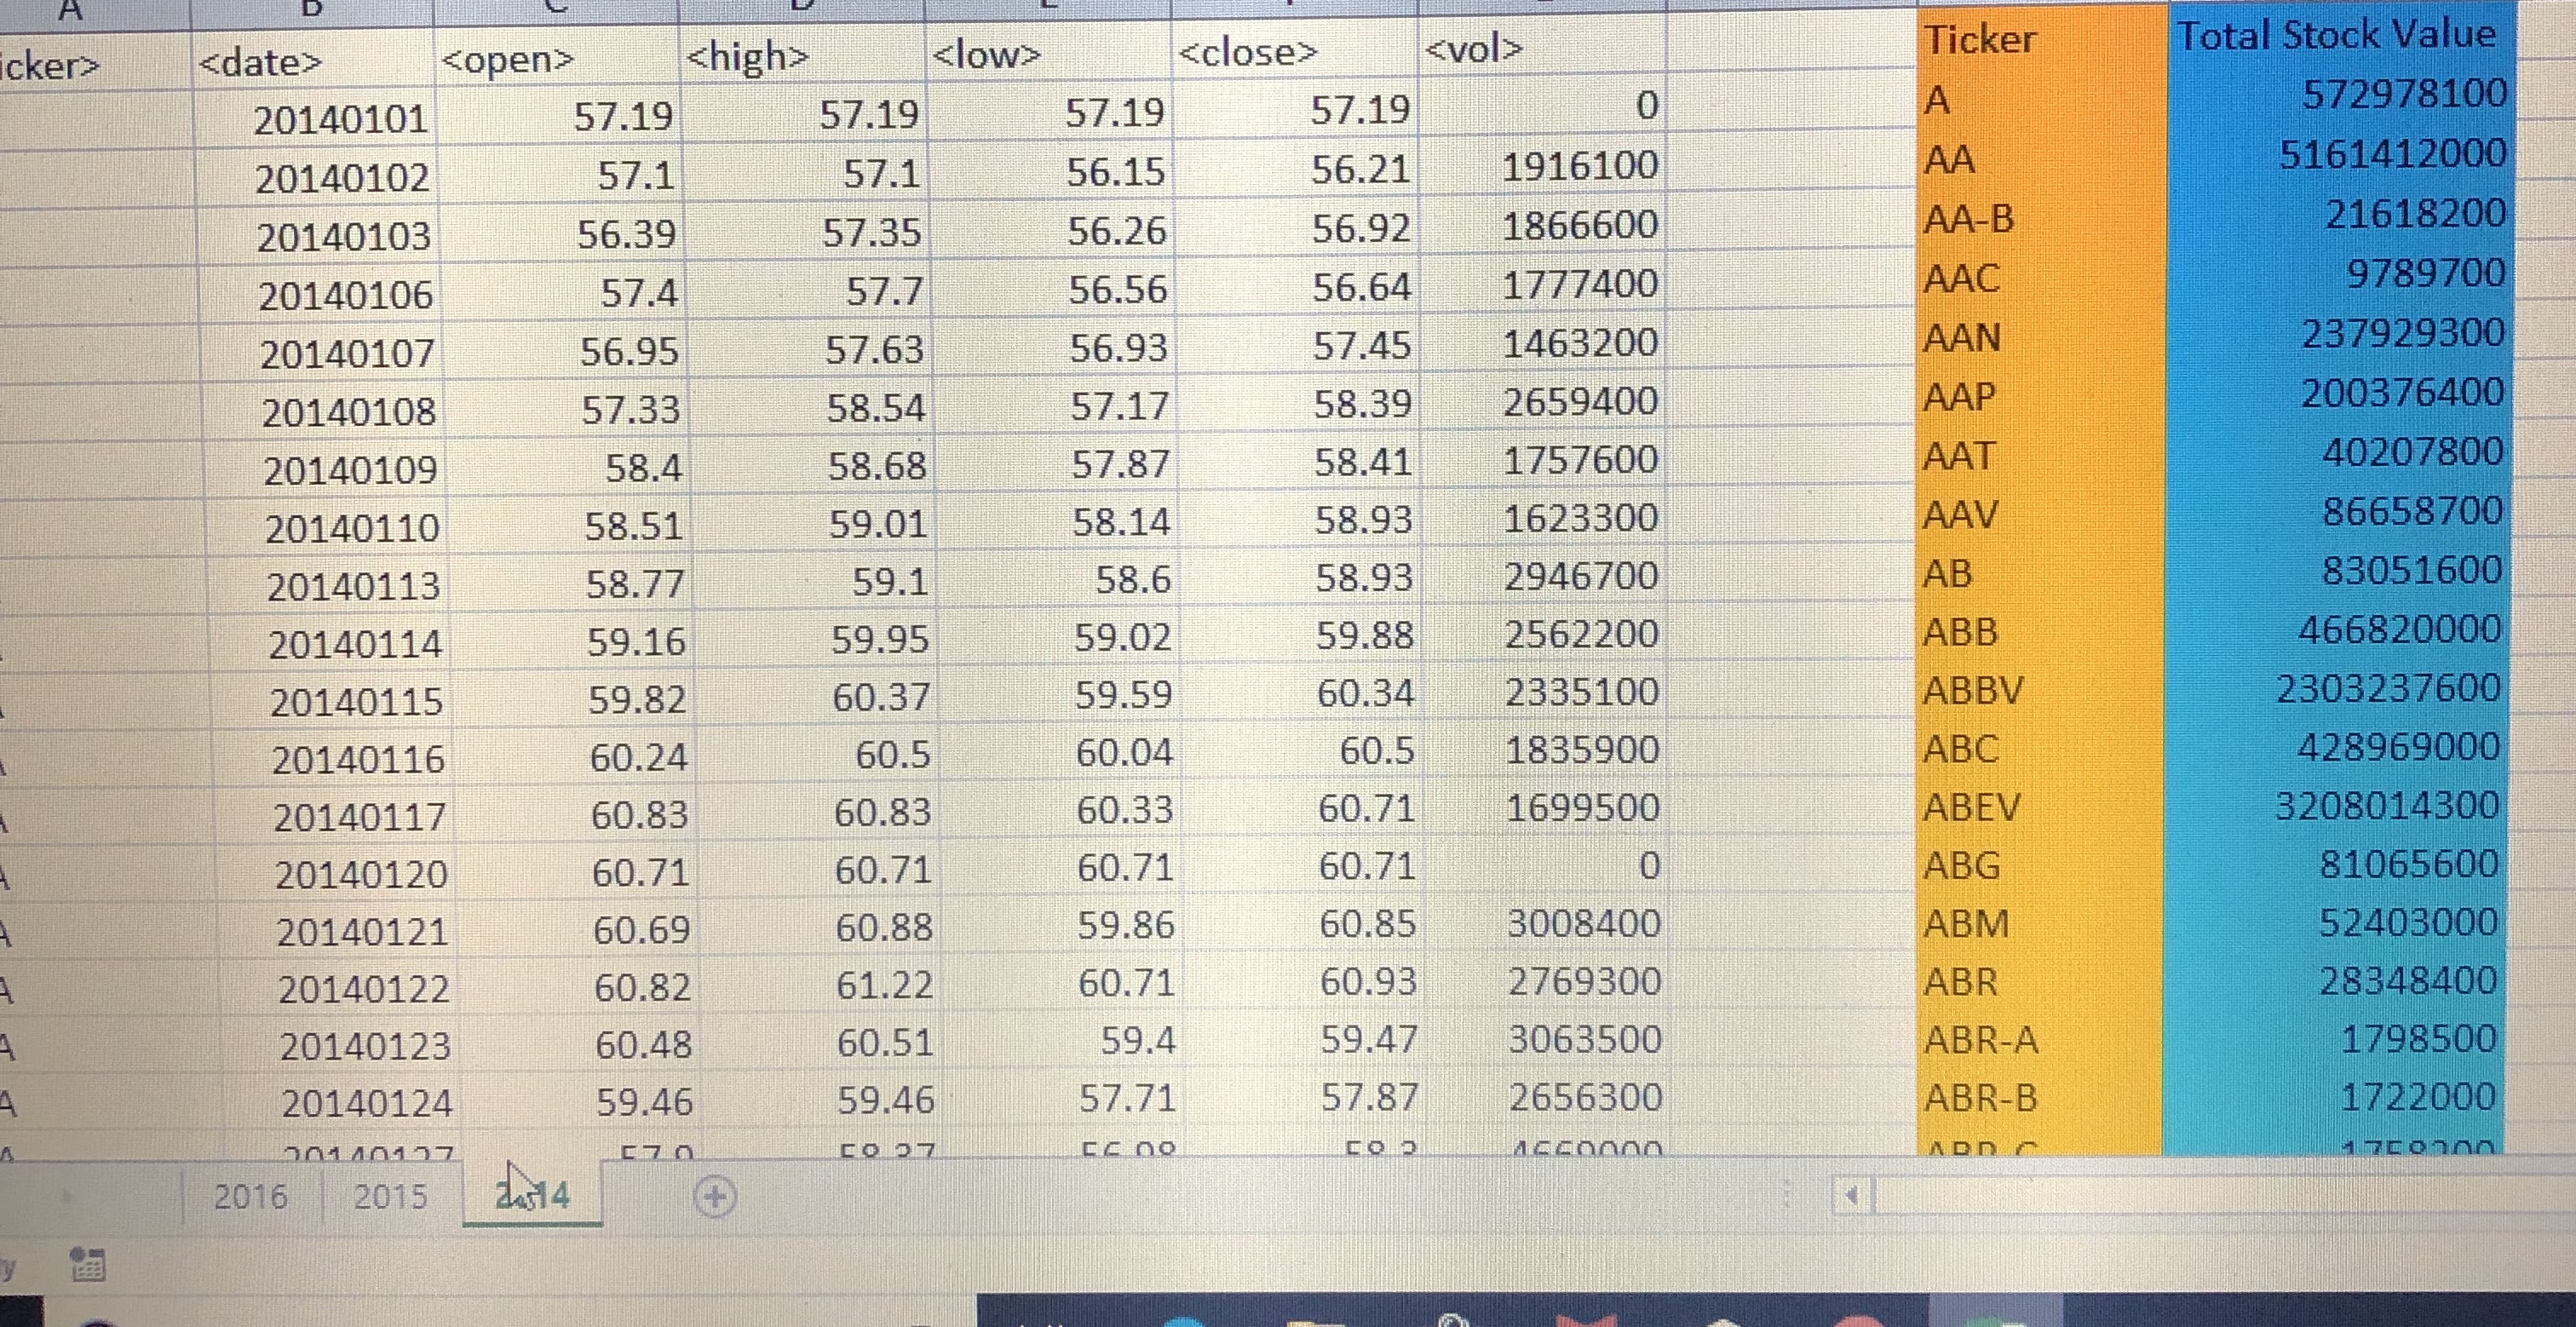 A B C D E
icker> <date> <open> <high> <low> <close> <vol> Ticker Total Stock Value
20140101 57.19 57.19 57.19 57.19 0 A 572978100
20140102 57.1 57.1 56.15 56.21 1916100 AA 5161412000
20140103 56.39 57.35 56.26 56.92 1866600 AA-B 21618200
20140106 57.4 57.7 56.56 56.64 1777400 AAC 9789700
20140107 56.95 57.63 56.93 57.45 1463200 AAN 237929300
20140108 57.33 58.54 57.17 58.39 2659400 AAP 200376400
20140109 58.4 58.68 57.87 58.41 1757600 AAT 40207800
20140110 58.51 59.01 58.14 58.93 1623300 AAV 86658700
20140113 58.77 59.1 58.6 58.93 2946700 AB 83051600
20140114 59.16 59.95 59.02 59.88 2562200 ABB 466820000
20140115 59.82 60.37 59.59 60.34 2335100 ABBV 2303237600
A 20140116 60.24 60.5 60.04 60.5 1835900 ABC 428969000
A 20140117 60.83 60.83 60.33 60.71 1699500 ABEV 3208014300
A 20140120 60.71 60.71 60.71 60.71 0 ABG 81065600
A 20140121 60.69 60.88 59.86 60.85 3008400 ABM 52403000
A 20140122 60.82 61.22 60.71 60.93 2769300 ABR 28348400
A 20140123 60.48 60.51 59.4 59.47 3063500 ABR-A 1798500
A 20140124 59.46 59.46 57.71 57.87 2656300 ABR-B 1722000
A 20140127
2016 2015 2014
y